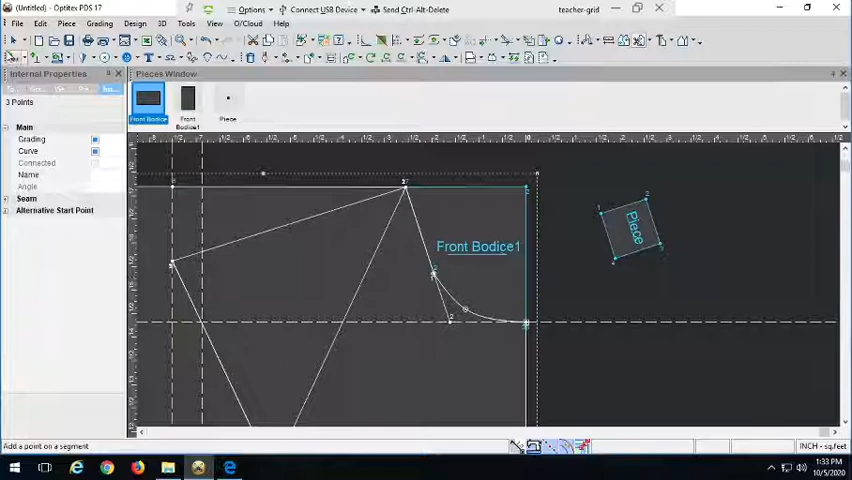 (Untitled) - Optitex PDS 17
Options
Connect USB Device
Send Ctrl-Alt-Delete
teacher-grid
File Edit Piece Grading Design 3D Tools View O/Cloud Help
Internal Properties
Pieces Window
3 Points
Main
Grading
Curve
Connected
Name
Angle
Seam
Alternative Start Point
Front Bodice
Front
Bodice1
Piece
Front Bodice1
Piece
Add a point on a segment
INCH - sq.feet
1:33 PM
10/5/2020